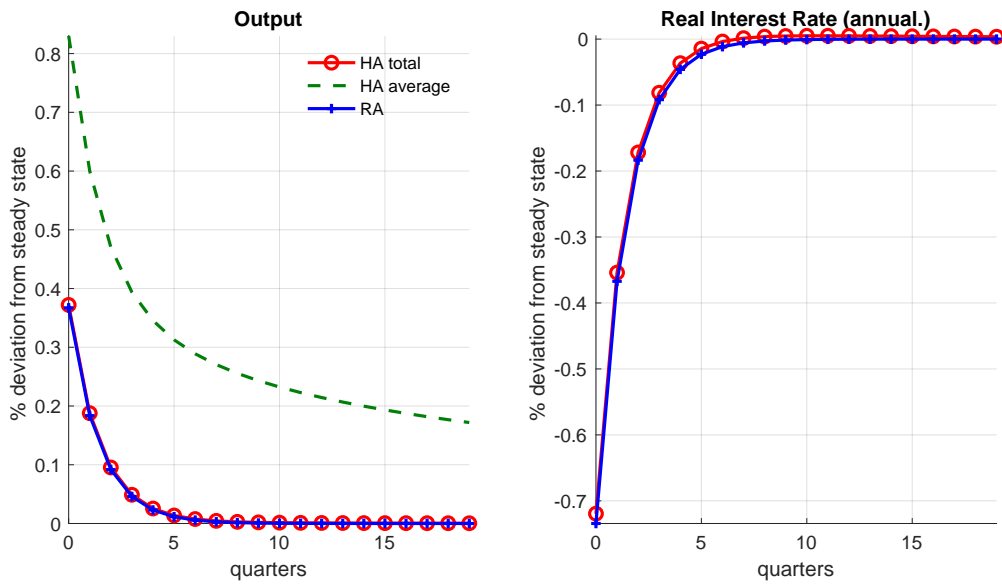 Output
% deviation from steady state
0.8
0.7
0.6
0.5
0.4
0.3
0.2
0.1
0
HA total
HA average
RA
0 5 10 15
quarters
Real Interest Rate (annual.)
% deviation from steady state
0
-0.1
-0.2
-0.3
-0.4
-0.5
-0.6
-0.7
0 5 10 15
quarters